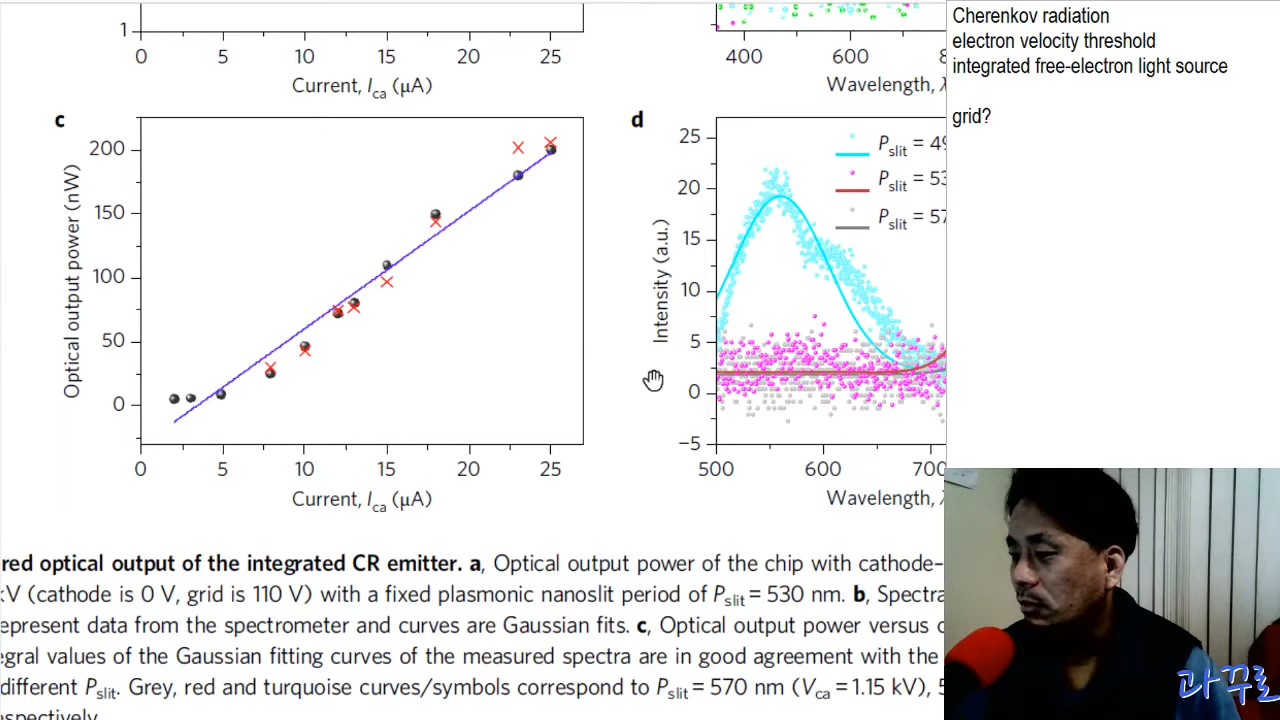 1
0 5 10 15 20 25
Current, Ica (μA)
400 600 8
Wavelength, λ
Cherenkov radiation
electron velocity threshold
integrated free-electron light source
grid?
c
200
150
100
50
0
Optical output power (nW)
0 5 10 15 20 25
Current, Ica (μA)
d
25
20
15
10
5
0
−5
Intensity (a.u.)
Pslit = 49
Pslit = 53
Pslit = 57
500 600 700
Wavelength, λ
red optical output of the integrated CR emitter. a, Optical output power of the chip with cathode–
kV (cathode is 0 V, grid is 110 V) with a fixed plasmonic nanoslit period of Pslit = 530 nm. b, Spectra
epresent data from the spectrometer and curves are Gaussian fits. c, Optical output power versus c
egral values of the Gaussian fitting curves of the measured spectra are in good agreement with the
different Pslit. Grey, red and turquoise curves/symbols correspond to Pslit = 570 nm (Vca = 1.15 kV), 5
espectively
과꾸로